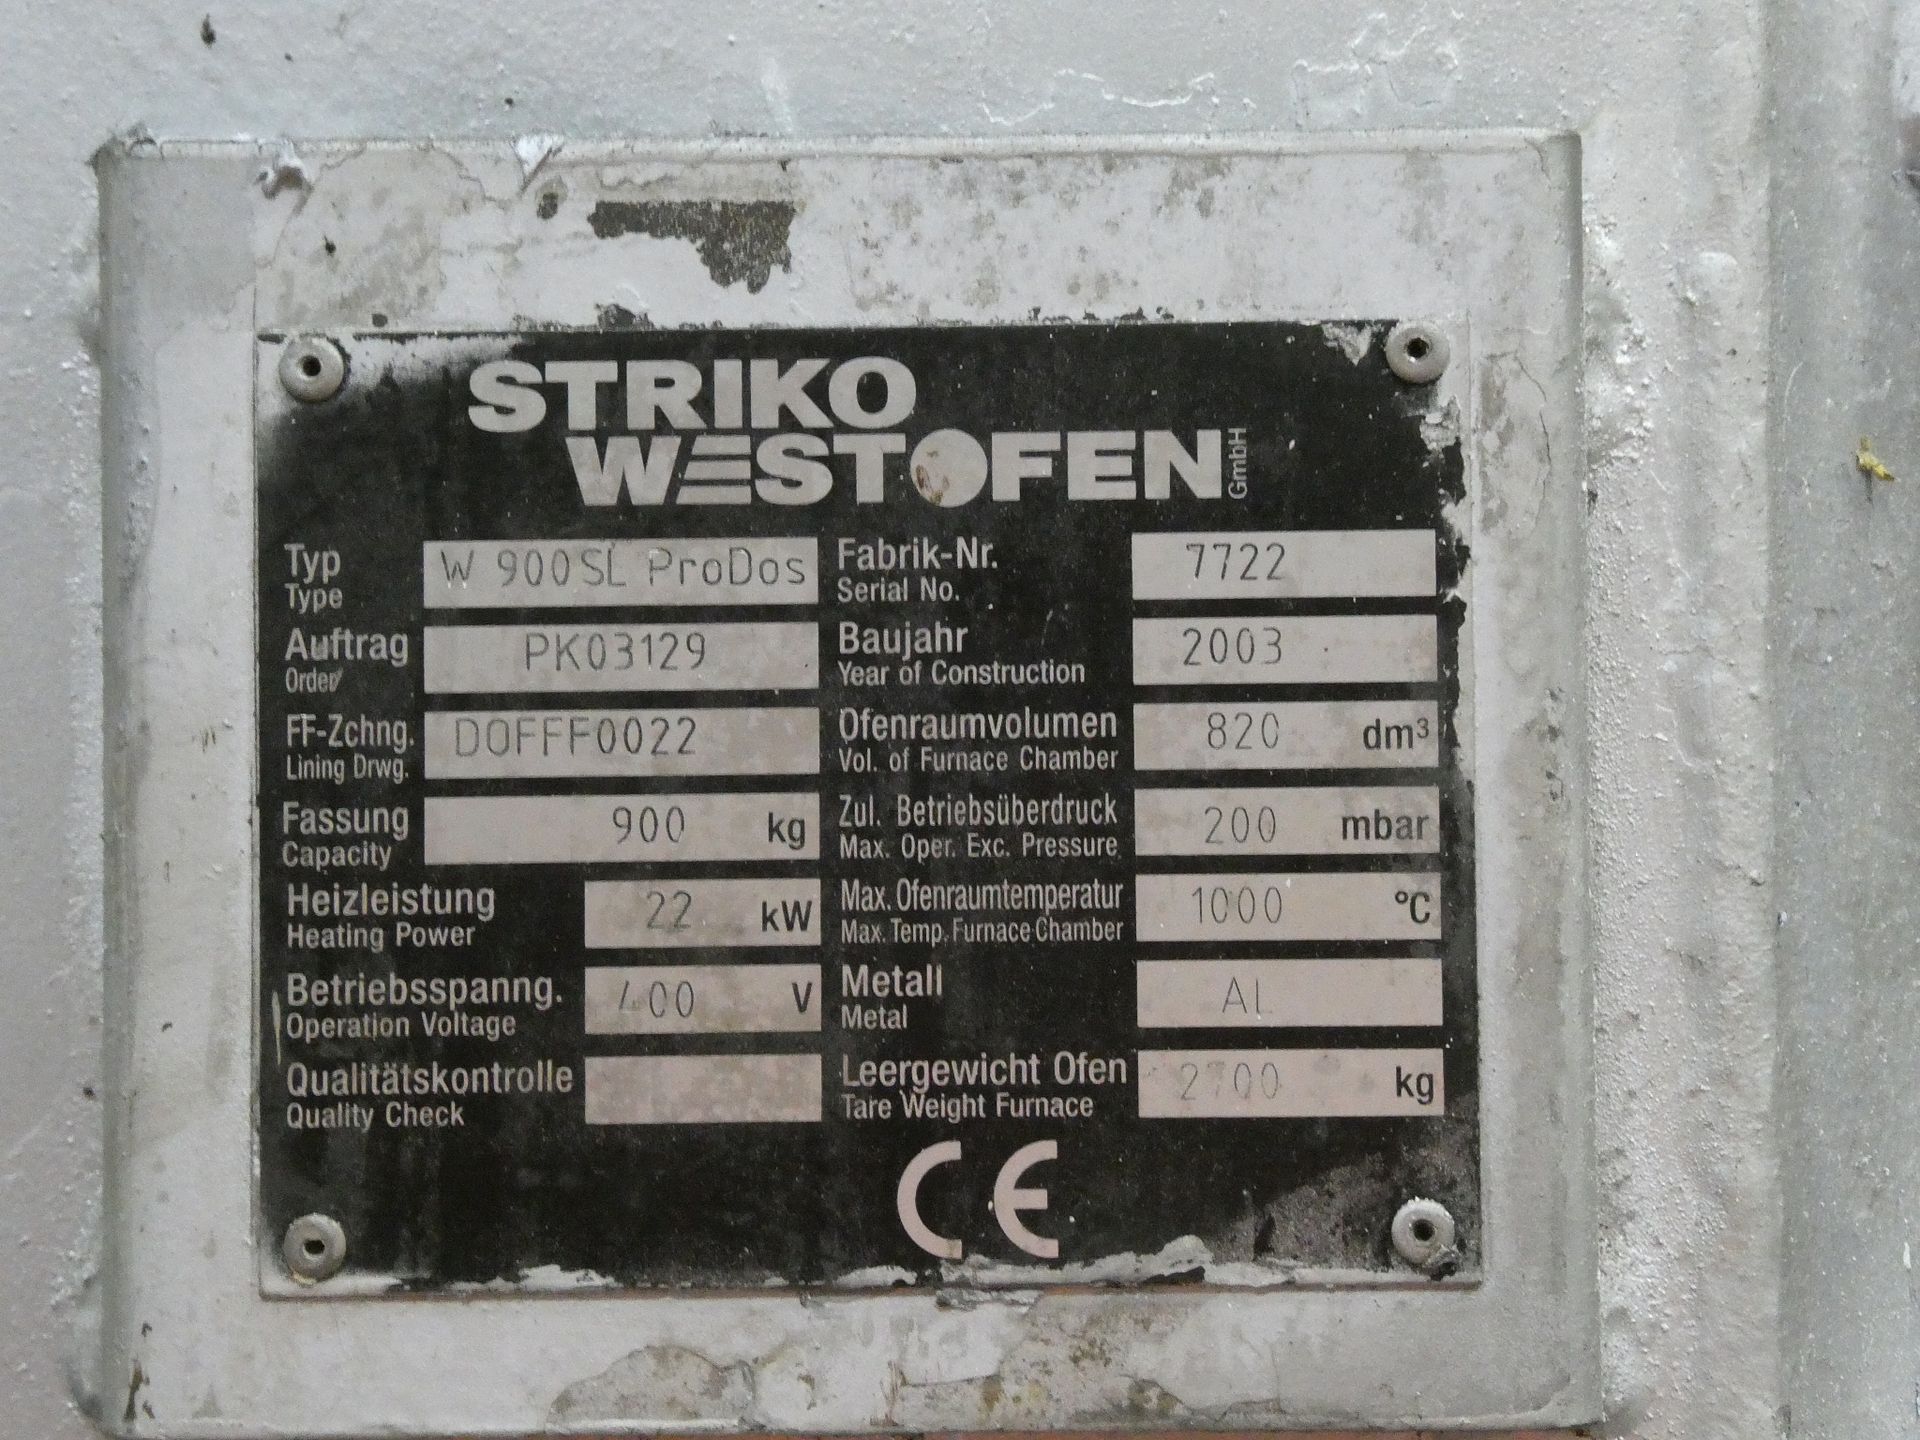 STRIKO
WESTOFEN GmbH
Typ W 900SL ProDos Fabrik-Nr. 7722
Type Serial No.
Auftrag PK03129 Baujahr 2003
Order Year of Construction
FF-Zchng. DOFFF0022 Ofenraumvolumen 820 dm³
Lining Drwg. Vol. of Furnace Chamber
Fassung 900 kg Zul. Betriebsüberdruck 200 mbar
Capacity Max. Oper. Exc. Pressure
Heizleistung 22 kW Max. Ofenraumtemperatur 1000 °C
Heating Power Max. Temp. Furnace Chamber
Betriebsspanng. 400 V Metall AL
Operation Voltage Metal
Qualitätskontrolle Leergewicht Ofen 2700 kg
Quality Check Tare Weight Furnace
CE